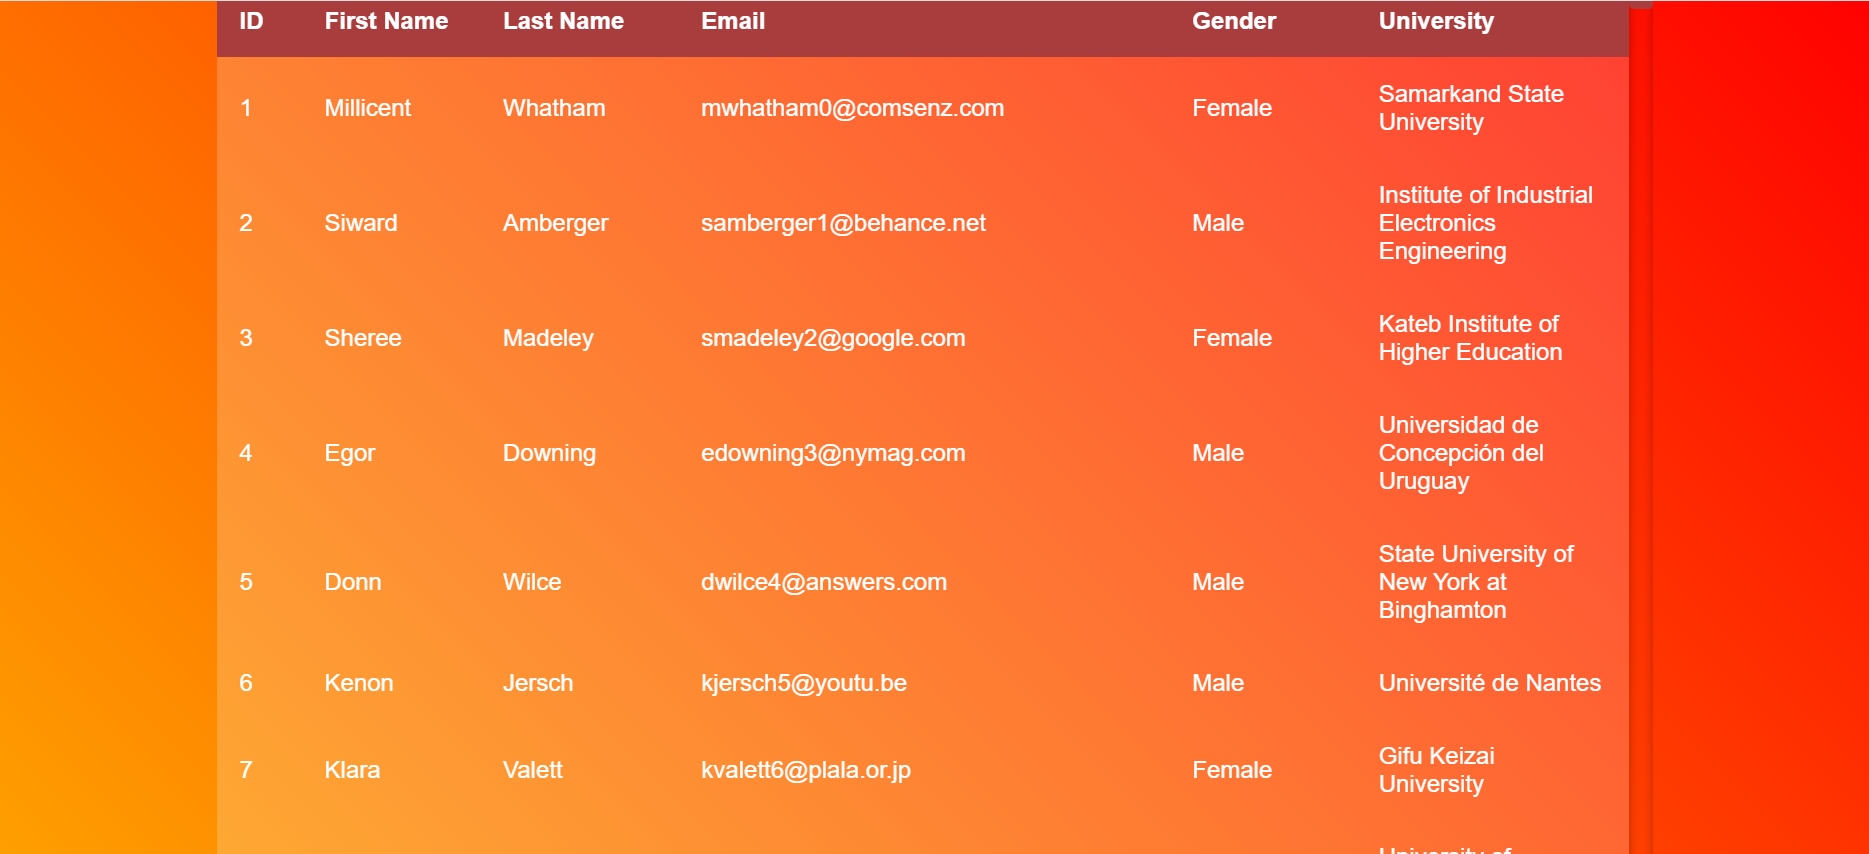 ID First Name Last Name Email Gender University
1 Millicent Whatham mwhatham0@comsenz.com Female Samarkand State
University
2 Siward Amberger samberger1@behance.net Male Institute of Industrial
Electronics
Engineering
3 Sheree Madeley smadeley2@google.com Female Kateb Institute of
Higher Education
4 Egor Downing edowning3@nymag.com Male Universidad de
Concepción del
Uruguay
5 Donn Wilce dwilce4@answers.com Male State University of
New York at
Binghamton
6 Kenon Jersch kjersch5@youtu.be Male Université de Nantes
7 Klara Valett kvalett6@plala.or.jp Female Gifu Keizai
University
University of